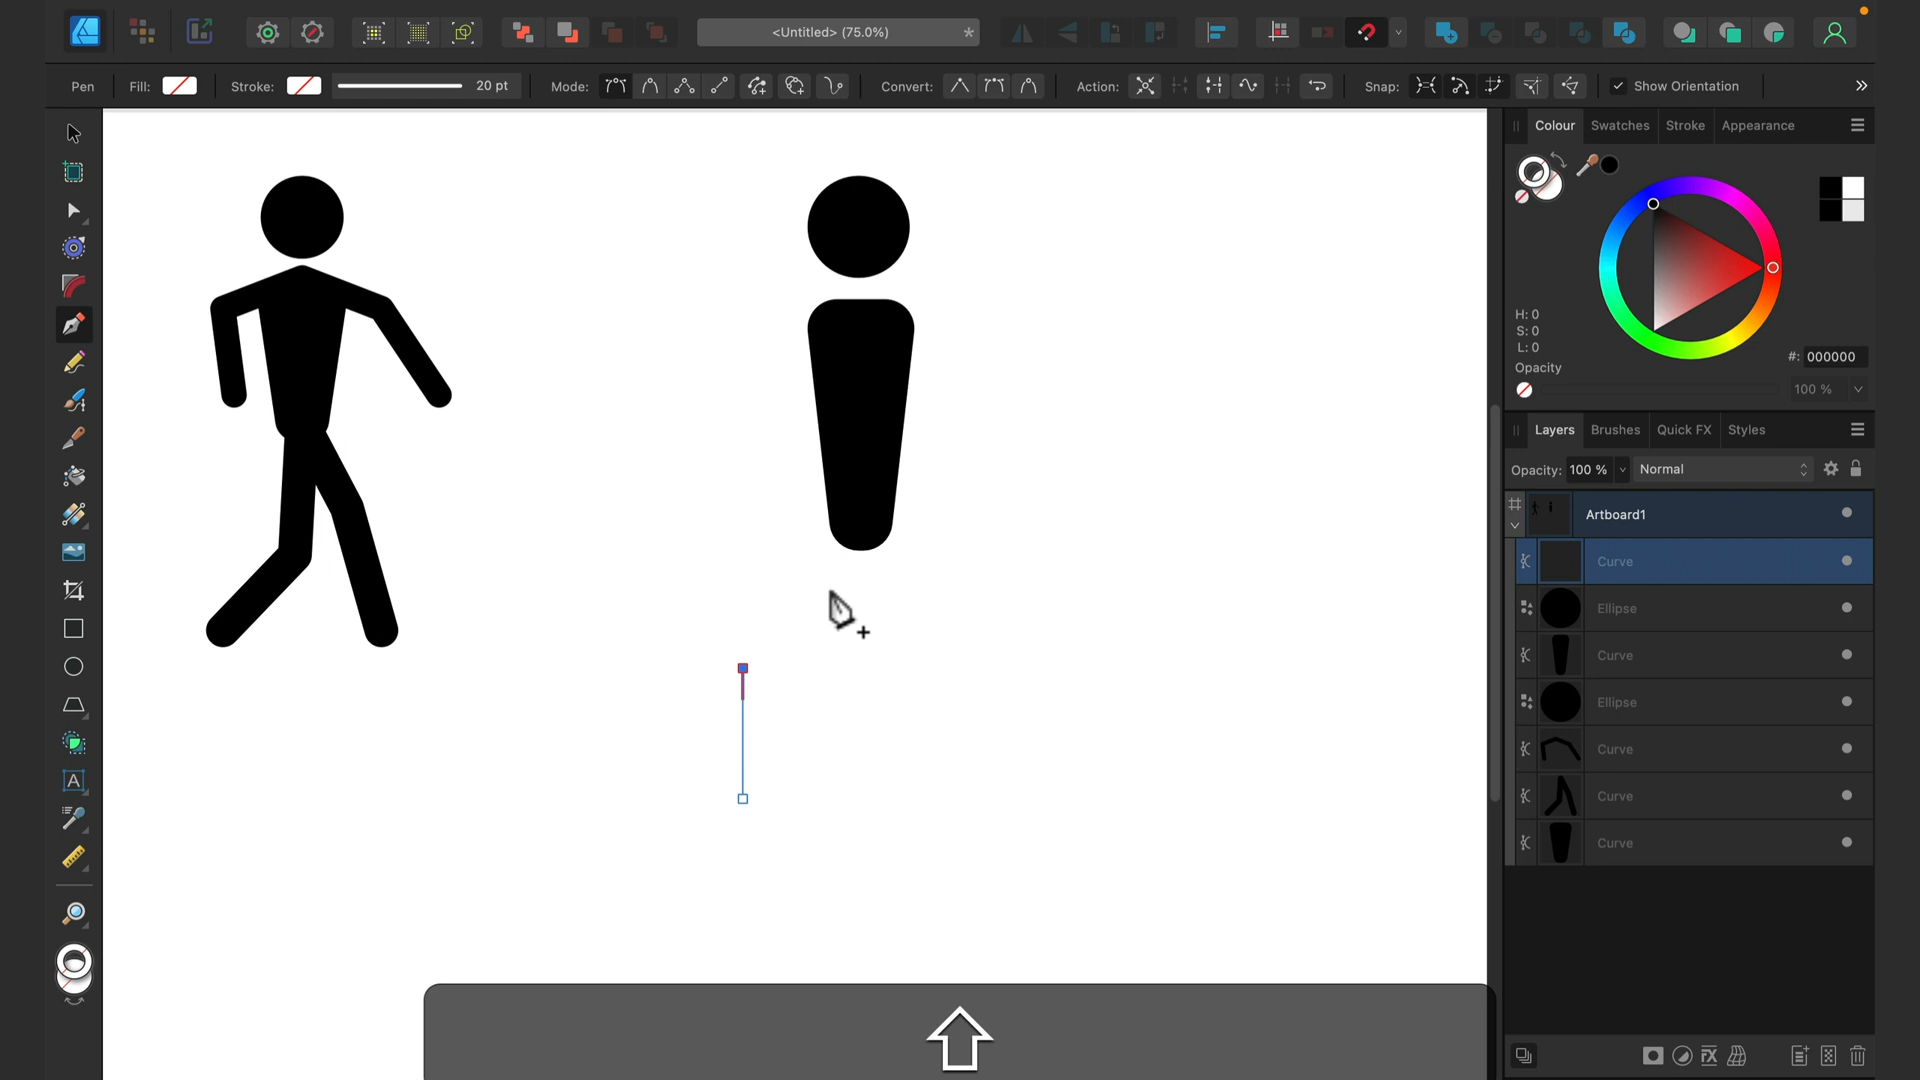 <Untitled> (75.0%)
*
Pen
Fill:
Stroke:
20 pt
Mode:
Convert:
Action:
Snap:
Show Orientation
Colour
Swatches
Stroke
Appearance
H: 0
S: 0
L: 0
#: 000000
Opacity
100 %
Layers
Brushes
Quick FX
Styles
Opacity: 100 %
Normal
Artboard1
Curve
Ellipse
Curve
Ellipse
Curve
Curve
Curve
A
FX